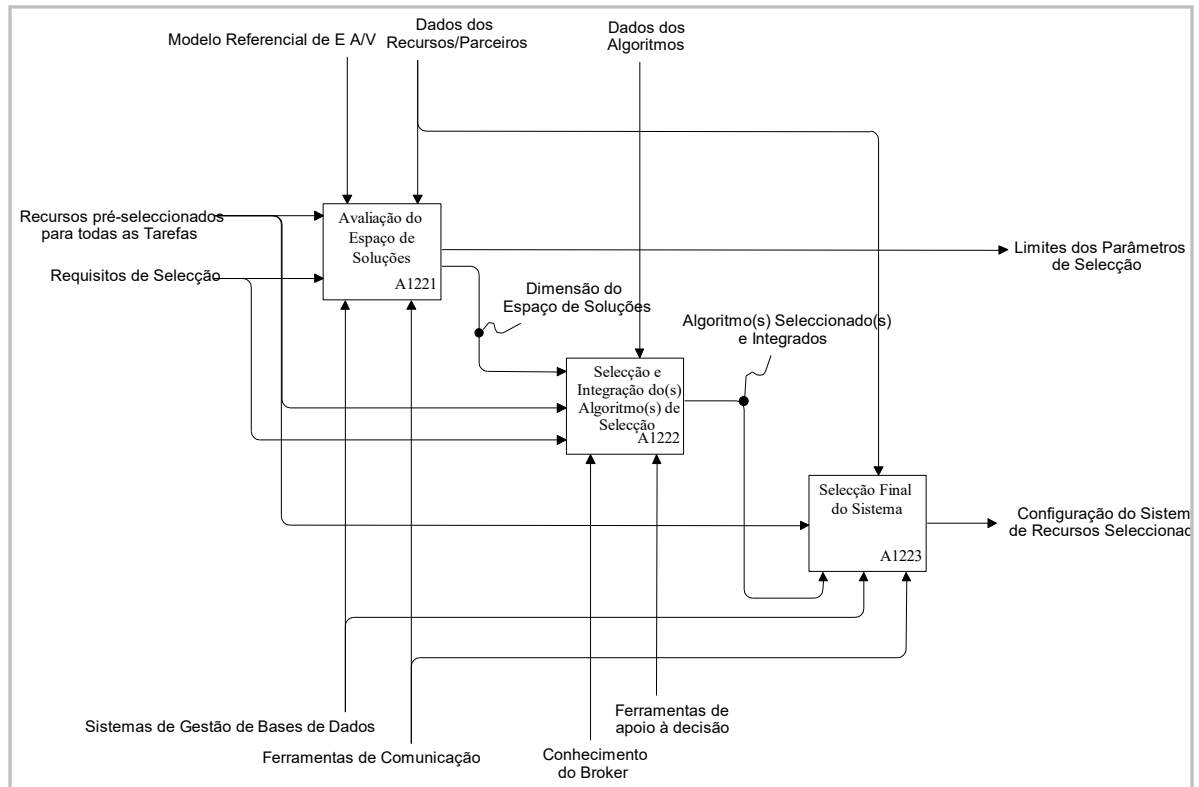 Modelo Referencial de E A/V
Dados dos
Recursos/Parceiros
Dados dos
Algoritmos
Recursos pré-seleccionados
para todas as Tarefas
Requisitos de Selecção
Avaliação do
Espaço de
Soluções
A1221
Limites dos Parâmetros
de Selecção
Dimensão do
Espaço de Soluções
Algoritmo(s) Seleccionado(s)
e Integrados
Selecção e
Integração do(s)
Algoritmo(s) de
Selecção
A1222
Selecção Final
do Sistema
A1223
Configuração do Sistem
de Recursos Selecciona
Sistemas de Gestão de Bases de Dados
Ferramentas de Comunicação
Ferramentas de
apoio à decisão
Conhecimento
do Broker